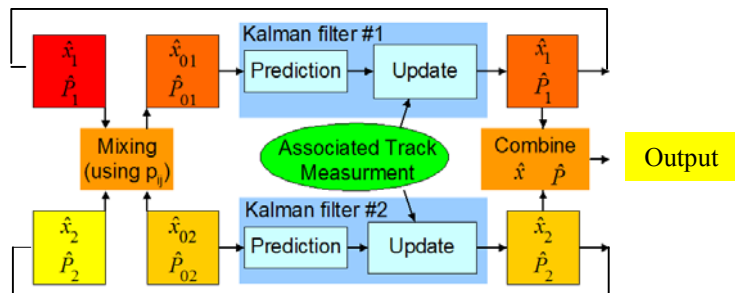 Kalman filter #1
x̂₁
P̂₁
x̂₀₁
P̂₀₁
Prediction
Update
x̂₁
P̂₁
Mixing
(using pᵢⱼ)
Associated Track
Measurment
Combine
x̂ P̂
Output
Kalman filter #2
x̂₂
P̂₂
x̂₀₂
P̂₀₂
Prediction
Update
x̂₂
P̂₂